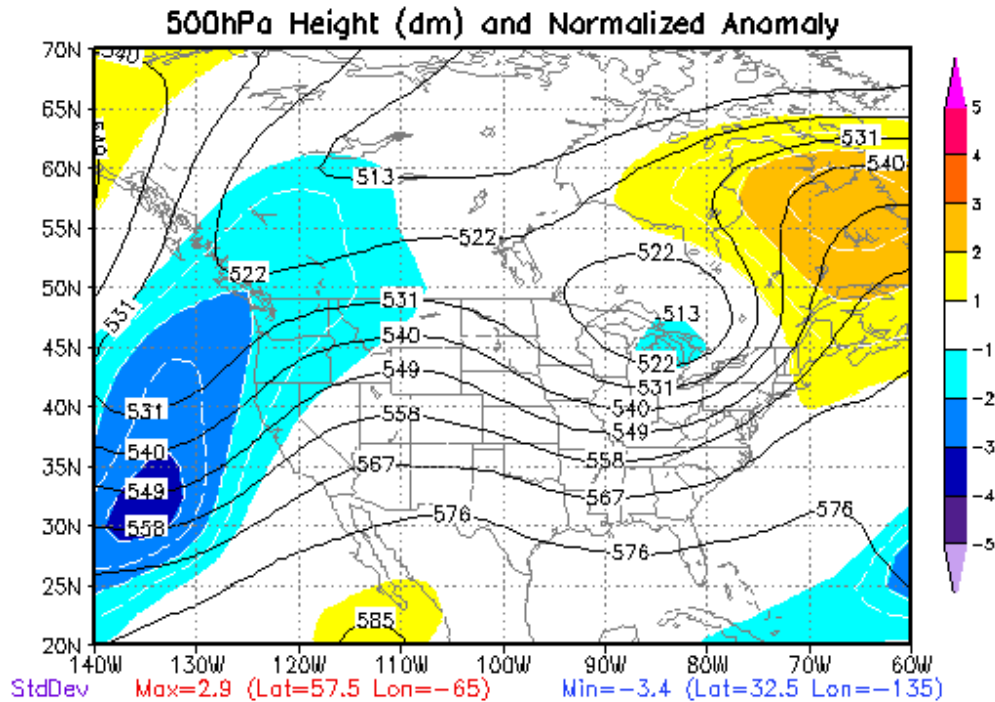 500hPa Height (dm) and Normalized Anomaly
70N
540
65N
5
531
540
4
60N
513
3
55N
522
522
2
50N
522
531
1
513
531
540
-1
45N
522
549
531
531
-2
40N
540
558
549
540
558
-3
35N
567
549
567
-4
30N
558
576
576
576
-5
25N
585
20N
140W 130W 120W 110W 100W 90W 80W 70W 60W
StdDev Max=2.9 (Lat=57.5 Lon=-65) Min=-3.4 (Lat=32.5 Lon=-135)